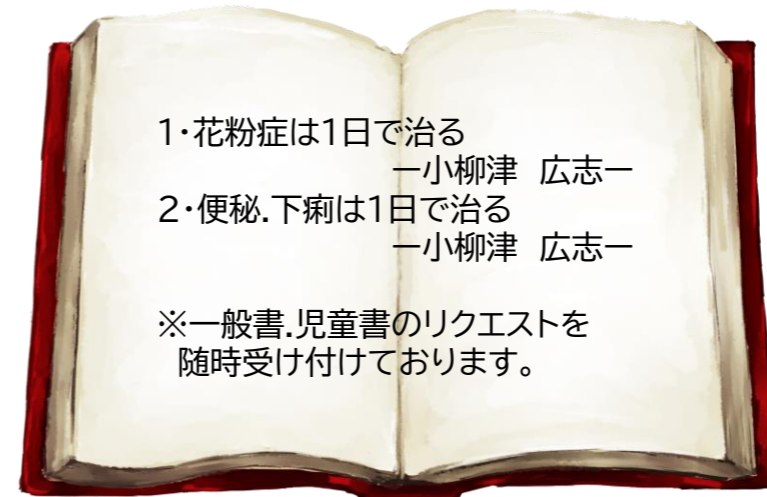 1・花粉症は1日で治る
ー小柳津　広志ー
2・便秘.下痢は1日で治る
ー小柳津　広志ー
※一般書.児童書のリクエストを
随時受け付けております。